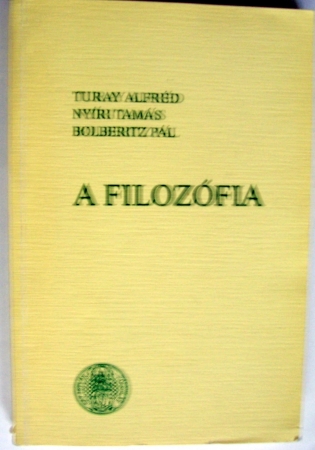 TURAY ALFRÉD
NYÍRI TAMÁS
BOLBERITZ PÁL
A FILOZÓFIA